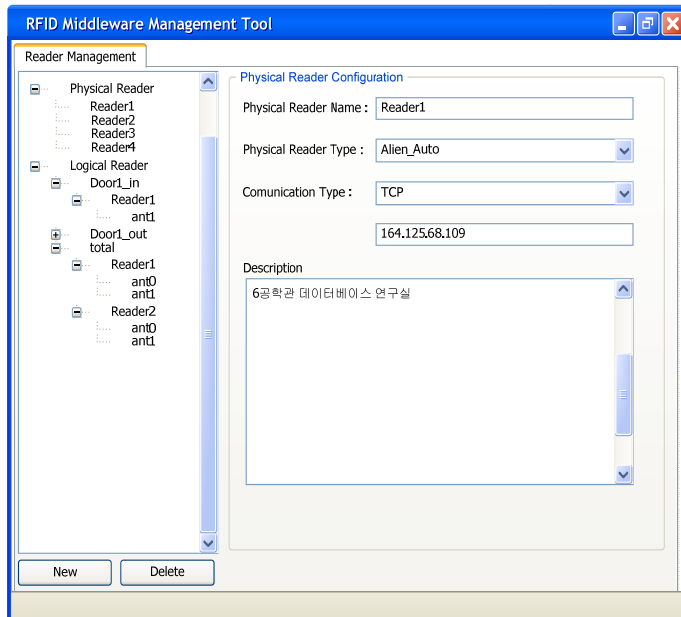 RFID Middleware Management Tool
Reader Management
Physical Reader
Reader1
Reader2
Reader3
Reader4
Logical Reader
Door1_in
Reader1
ant1
Door1_out
total
Reader1
ant0
ant1
Reader2
ant0
ant1
New
Delete
Physical Reader Configuration
Physical Reader Name : Reader1
Physical Reader Type : Alien_Auto
Comunication Type : TCP
164.125.68.109
Description
6공학관 데이터베이스 연구실